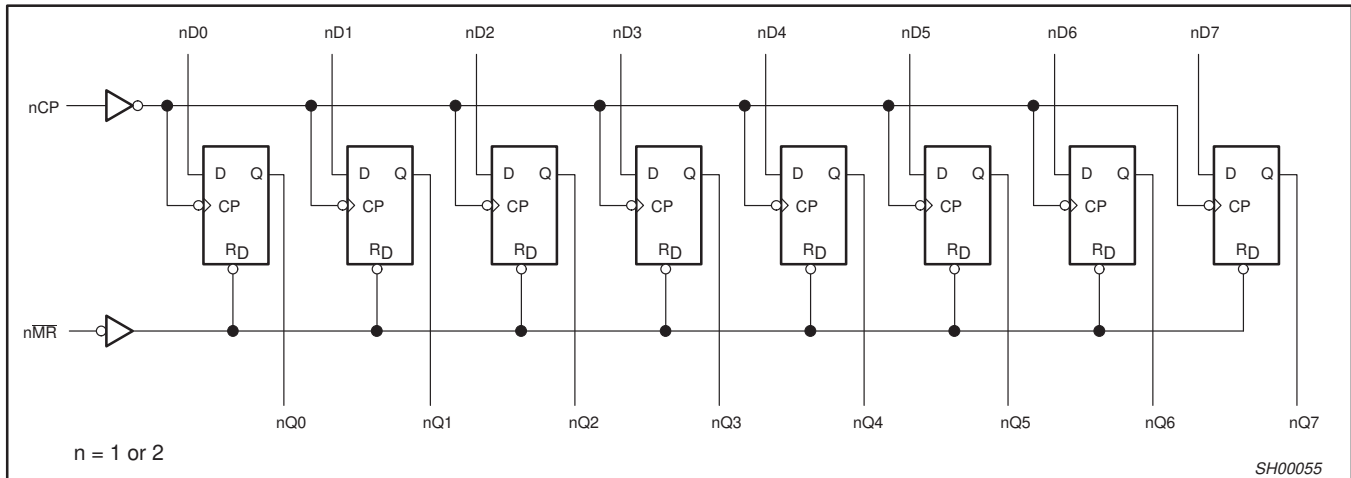 nD0 nD1 nD2 nD3 nD4 nD5 nD6 nD7
nCP
D Q D Q D Q D Q D Q D Q D Q D Q
CP CP CP CP CP CP CP CP
RD RD RD RD RD RD RD RD
nM̅R̅
nQ0 nQ1 nQ2 nQ3 nQ4 nQ5 nQ6 nQ7
n = 1 or 2
SH00055